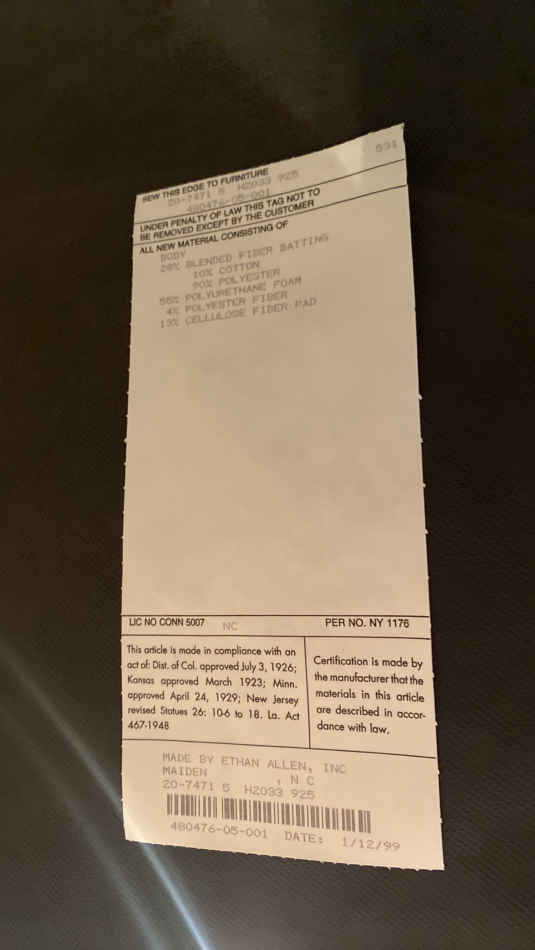 531
SEW THIS EDGE TO FURNITURE
20-7471 5 H2033 925
480476-05-001
UNDER PENALTY OF LAW THIS TAG NOT TO
BE REMOVED EXCEPT BY THE CUSTOMER
ALL NEW MATERIAL CONSISTING OF
BODY
28% BLENDED FIBER BATTING
10% COTTON
90% POLYESTER
55% POLYURETHANE FOAM
4% POLYESTER FIBER
13% CELLULOSE FIBER PAD
LIC NO CONN 5007 NC PER NO. NY 1176
This article is made in compliance with an
act of: Dist. of Col. approved July 3, 1926;
Kansas approved March 1923; Minn.
approved April 24, 1929; New Jersey
revised Statues 26: 10-6 to 18. La. Act
467-1948
Certification is made by
the manufacturer that the
materials in this article
are described in accor-
dance with law.
MADE BY ETHAN ALLEN, INC
MAIDEN , N C
20-7471 5 H2033 925
480476-05-001 DATE: 1/12/99